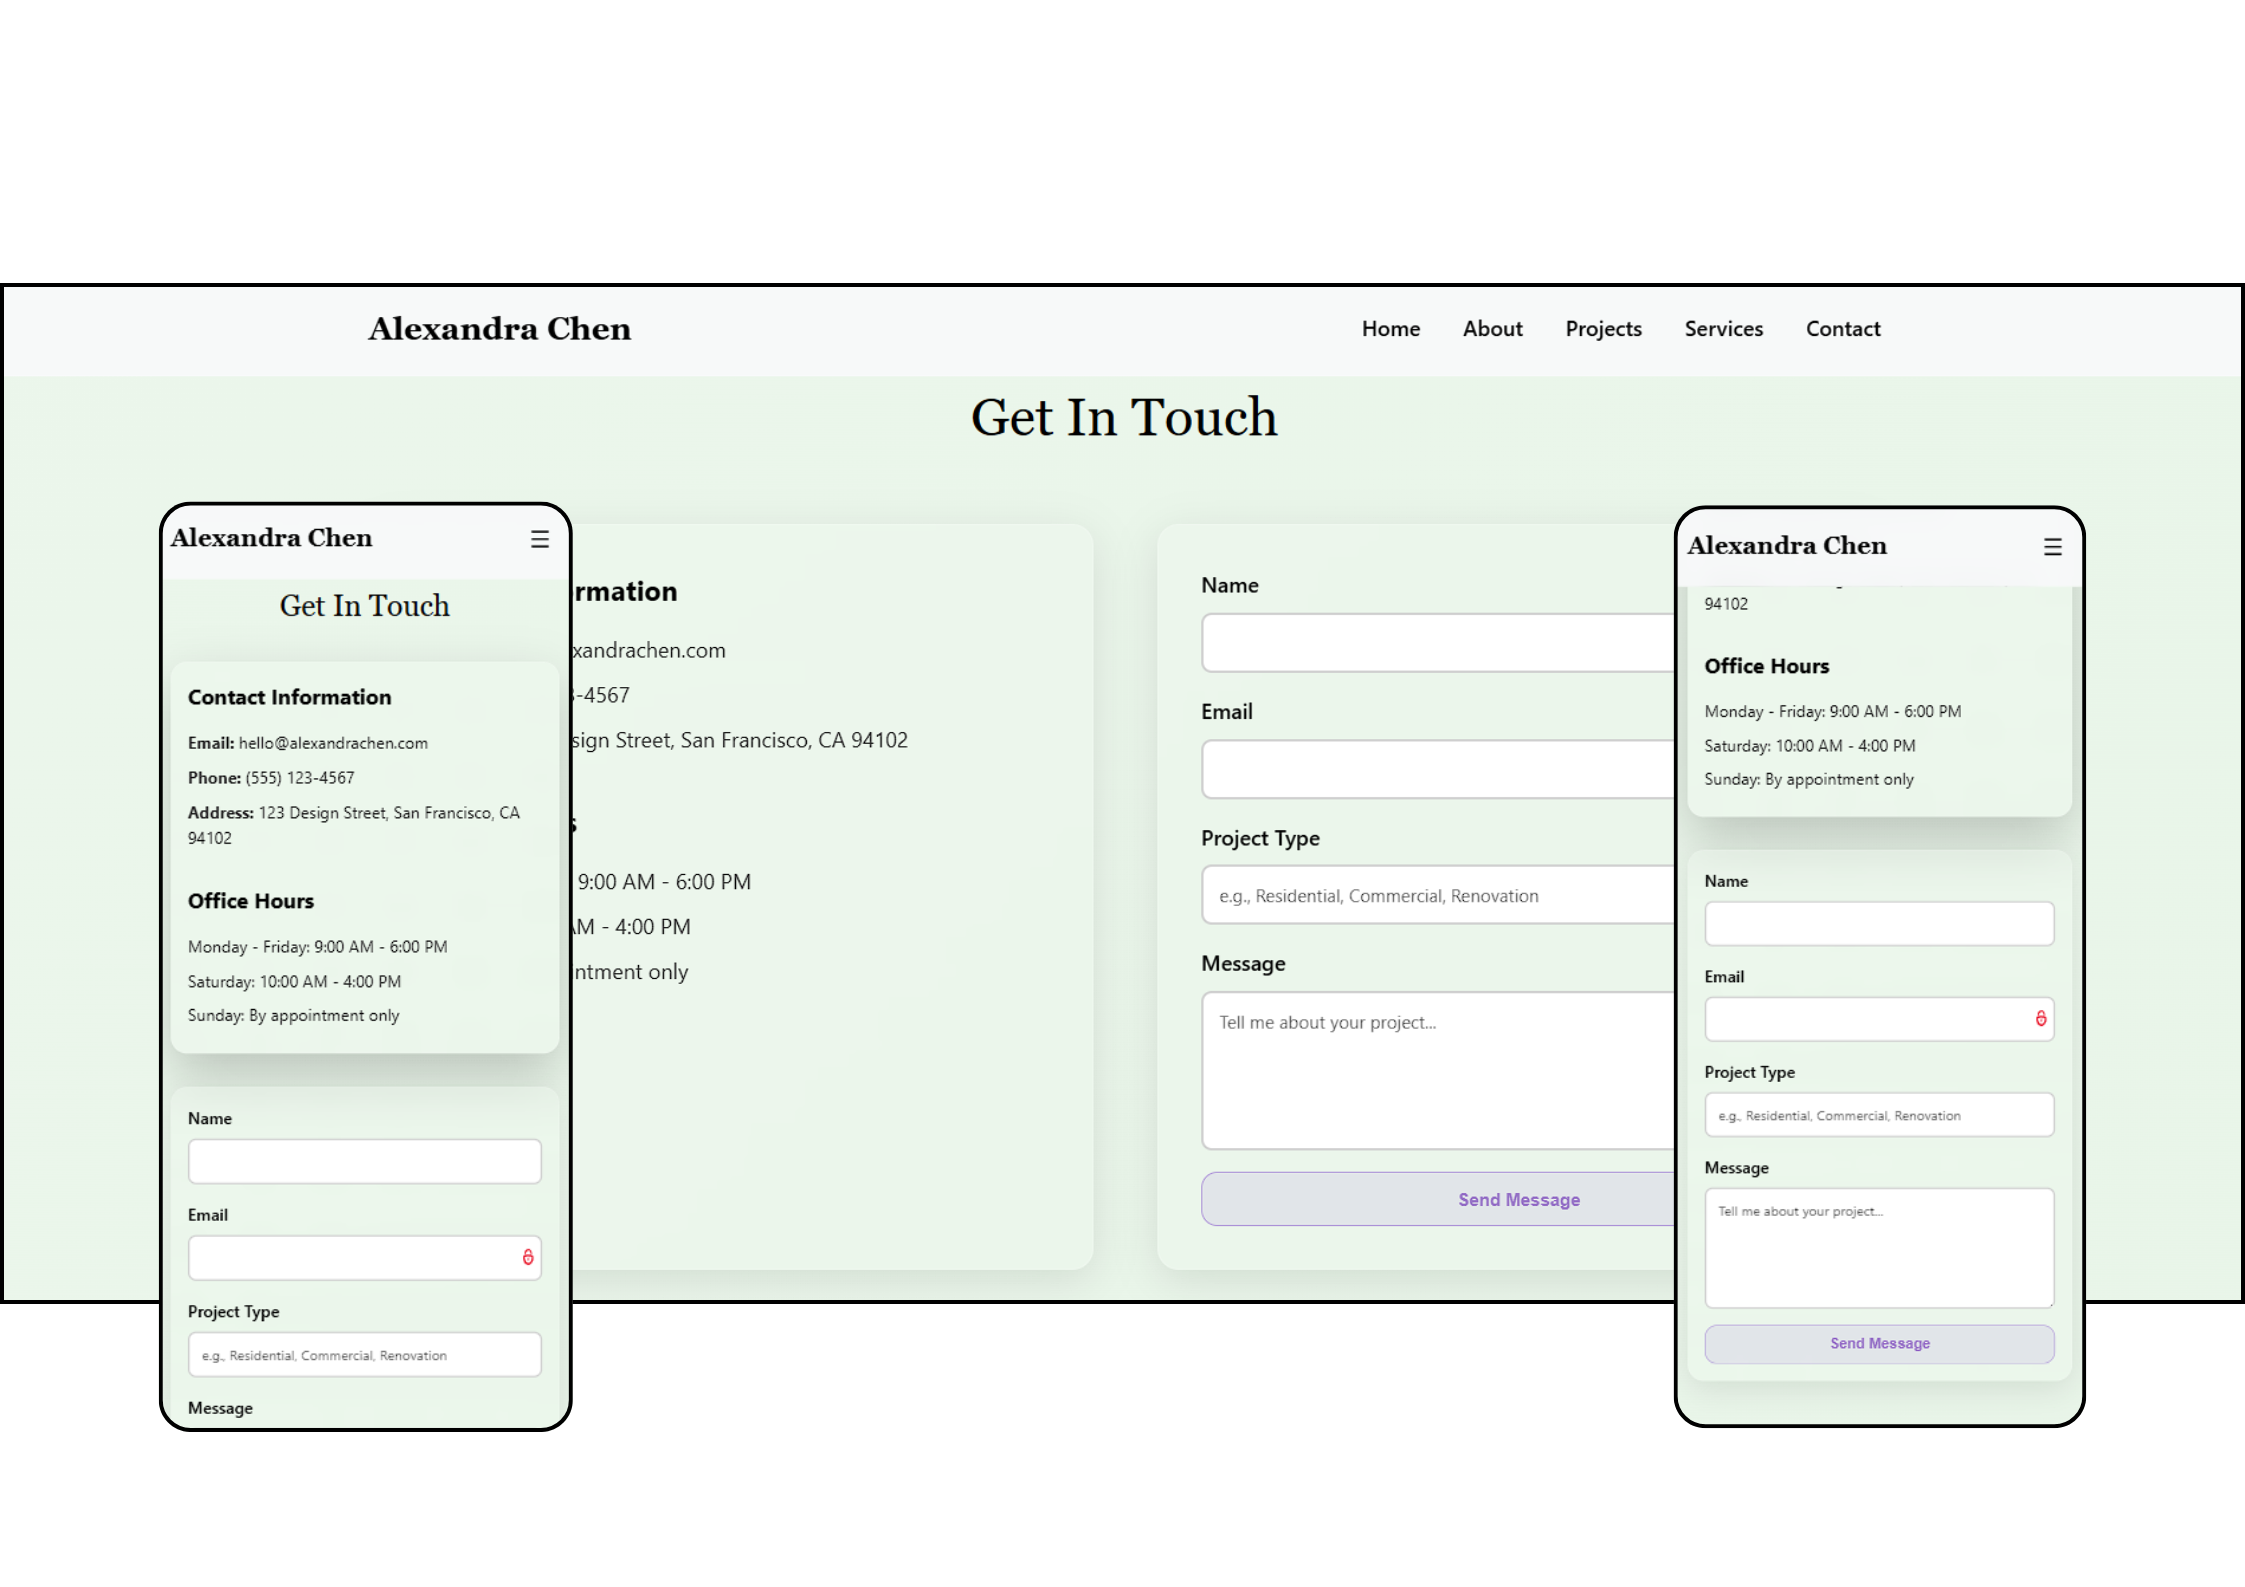 Alexandra Chen
Home About Projects Services Contact
Get In Touch
Alexandra Chen
Get In Touch
Contact Information
Email: hello@alexandrachen.com
Phone: (555) 123-4567
Address: 123 Design Street, San Francisco, CA
94102
Office Hours
Monday - Friday: 9:00 AM - 6:00 PM
Saturday: 10:00 AM - 4:00 PM
Sunday: By appointment only
Name
Email
Project Type
e.g., Residential, Commercial, Renovation
Message
rmation
xandrachen.com
-4567
sign Street, San Francisco, CA 94102
s
9:00 AM - 6:00 PM
AM - 4:00 PM
intment only
Name
Email
Project Type
e.g., Residential, Commercial, Renovation
Message
Tell me about your project...
Send Message
Alexandra Chen
94102
Office Hours
Monday - Friday: 9:00 AM - 6:00 PM
Saturday: 10:00 AM - 4:00 PM
Sunday: By appointment only
Name
Email
Project Type
e.g., Residential, Commercial, Renovation
Message
Tell me about your project...
Send Message